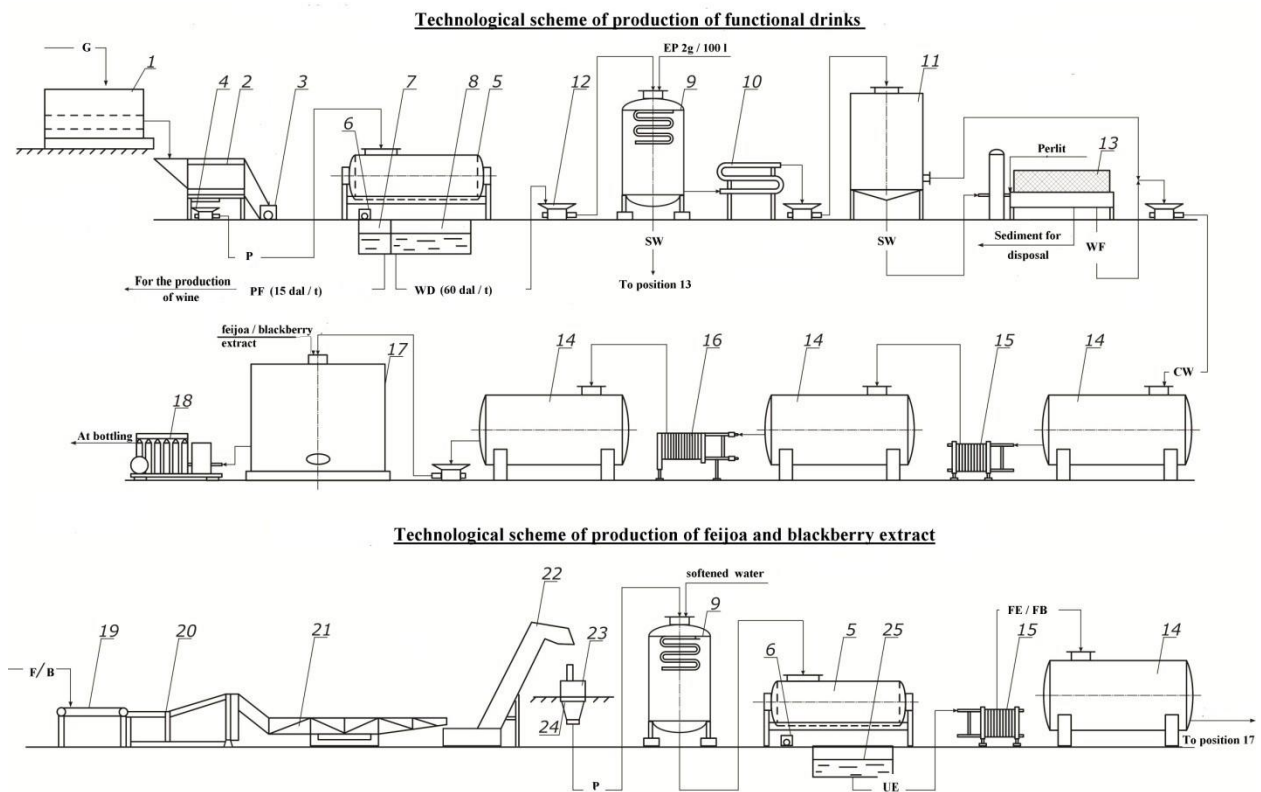 Technological scheme of production of functional drinks
G
EP 2g / 100 l
1
4
2
3
7
8
5
12
9
10
11
6
Perlit
13
P
SW
SW
Sediment for
disposal
WF
For the production
of wine
PF (15 dal / t)
WD (60 dal / t)
To position 13
feijoa / blackberry
extract
17
14
16
14
15
14
CW
18
At bottling
Technological scheme of production of feijoa and blackberry extract
22
softened water
9
FE / FB
19
20
21
23
6
5
25
15
14
F/B
24
To position 17
P
UE